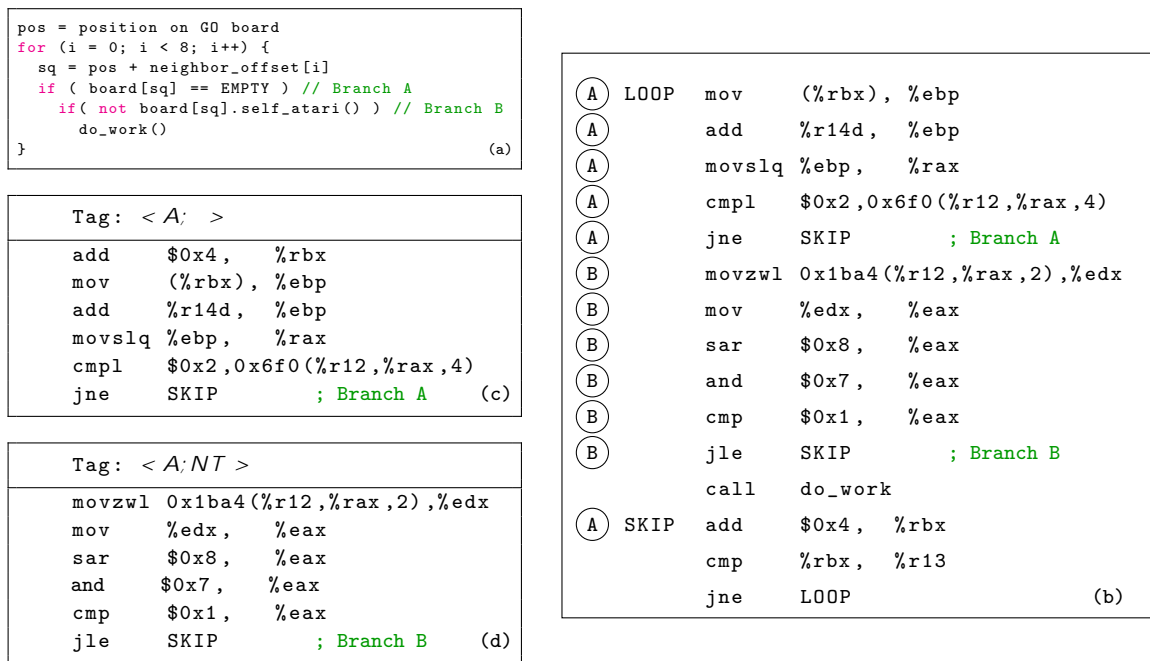 pos = position on GO board
for (i = 0; i < 8; i++) {
sq = pos + neighbor_offset[i]
if ( board[sq] == EMPTY ) // Branch A
if( not board[sq].self_atari() ) // Branch B
do_work()
} (a)
Tag: < A; >
add $0x4, %rbx
mov (%rbx), %ebp
add %r14d, %ebp
movslq %ebp, %rax
cmpl $0x2,0x6f0(%r12,%rax,4)
jne SKIP ; Branch A (c)
Tag: < A; NT >
movzwl 0x1ba4(%r12,%rax,2),%edx
mov %edx, %eax
sar $0x8, %eax
and $0x7, %eax
cmp $0x1, %eax
jle SKIP ; Branch B (d)
A LOOP mov (%rbx), %ebp
A add %r14d, %ebp
A movslq %ebp, %rax
A cmpl $0x2,0x6f0(%r12,%rax,4)
A jne SKIP ; Branch A
B movzwl 0x1ba4(%r12,%rax,2),%edx
B mov %edx, %eax
B sar $0x8, %eax
B and $0x7, %eax
B cmp $0x1, %eax
B jle SKIP ; Branch B
call do_work
A SKIP add $0x4, %rbx
cmp %rbx, %r13
jne LOOP (b)